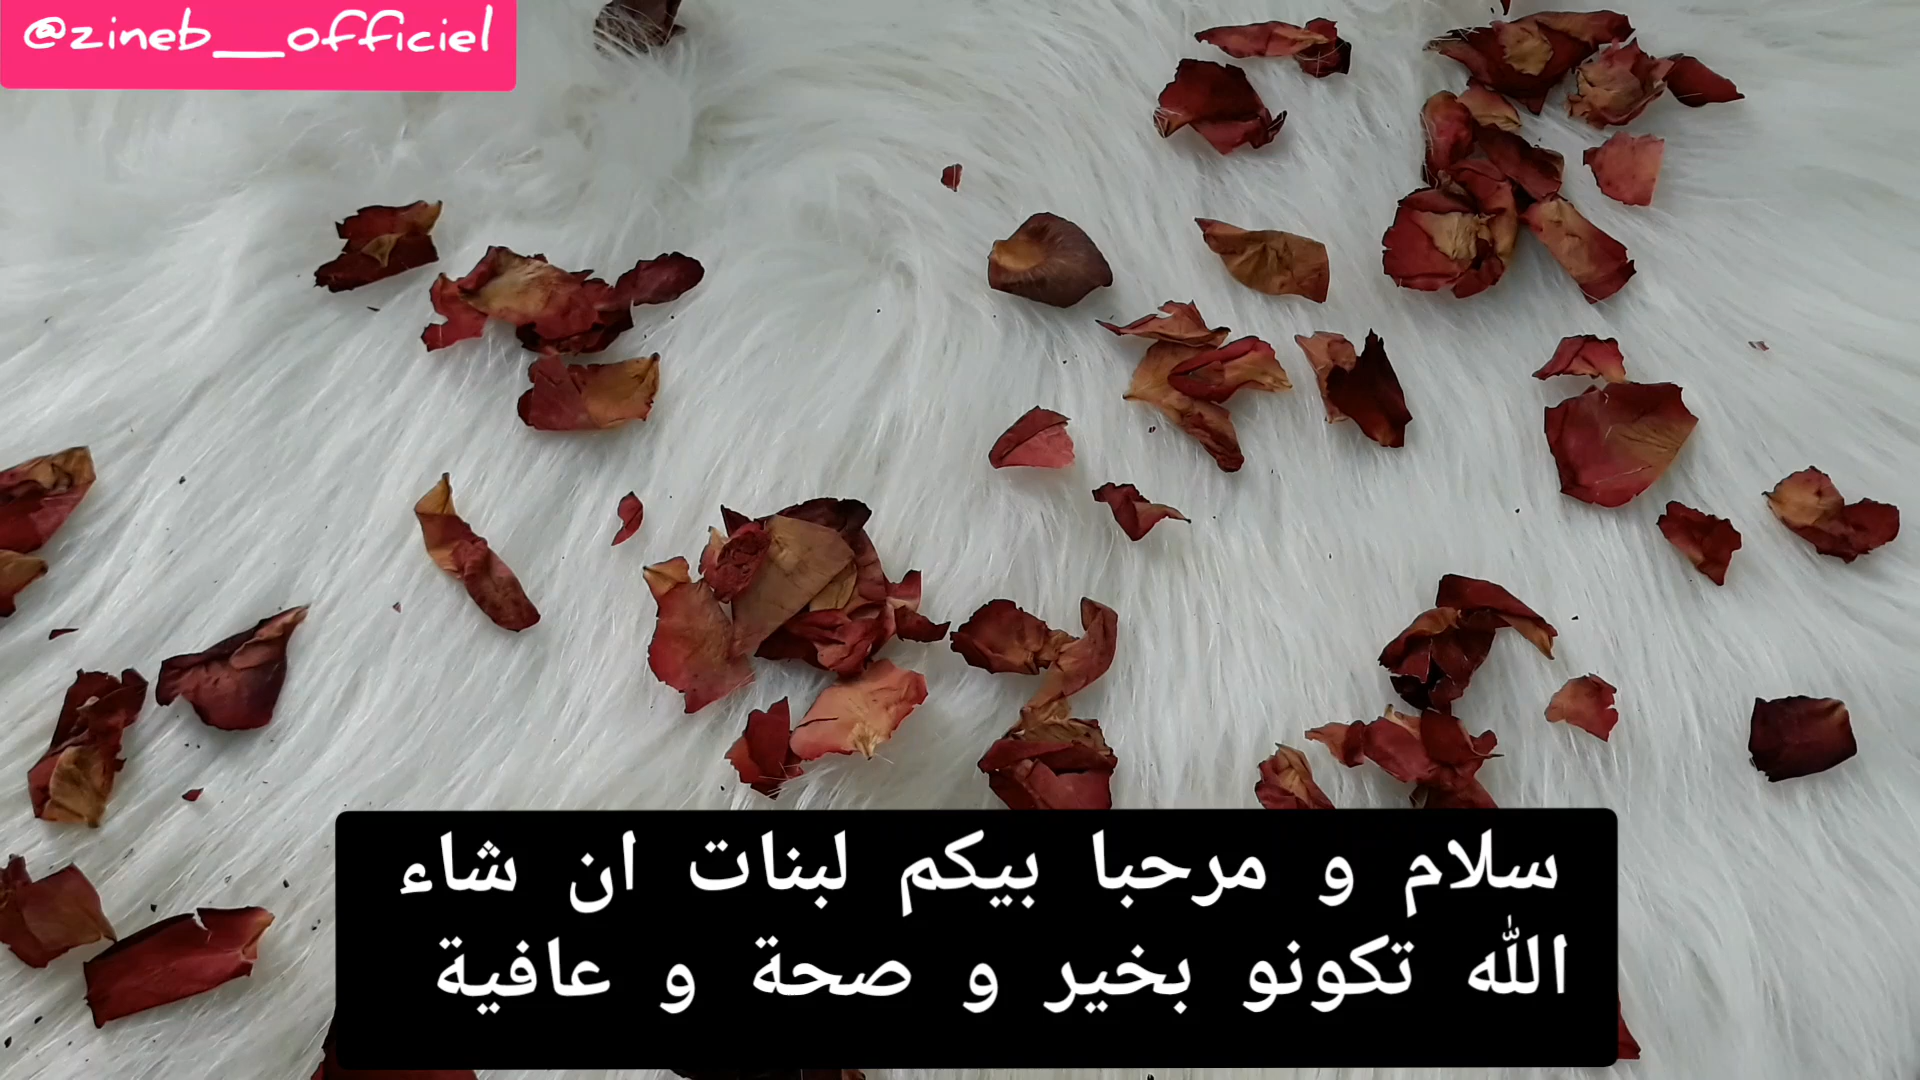 @zineb__officiel
سلام و مرحبا بيكم لبنات ان شاء
الله تكونو بخير و صحة و عافية